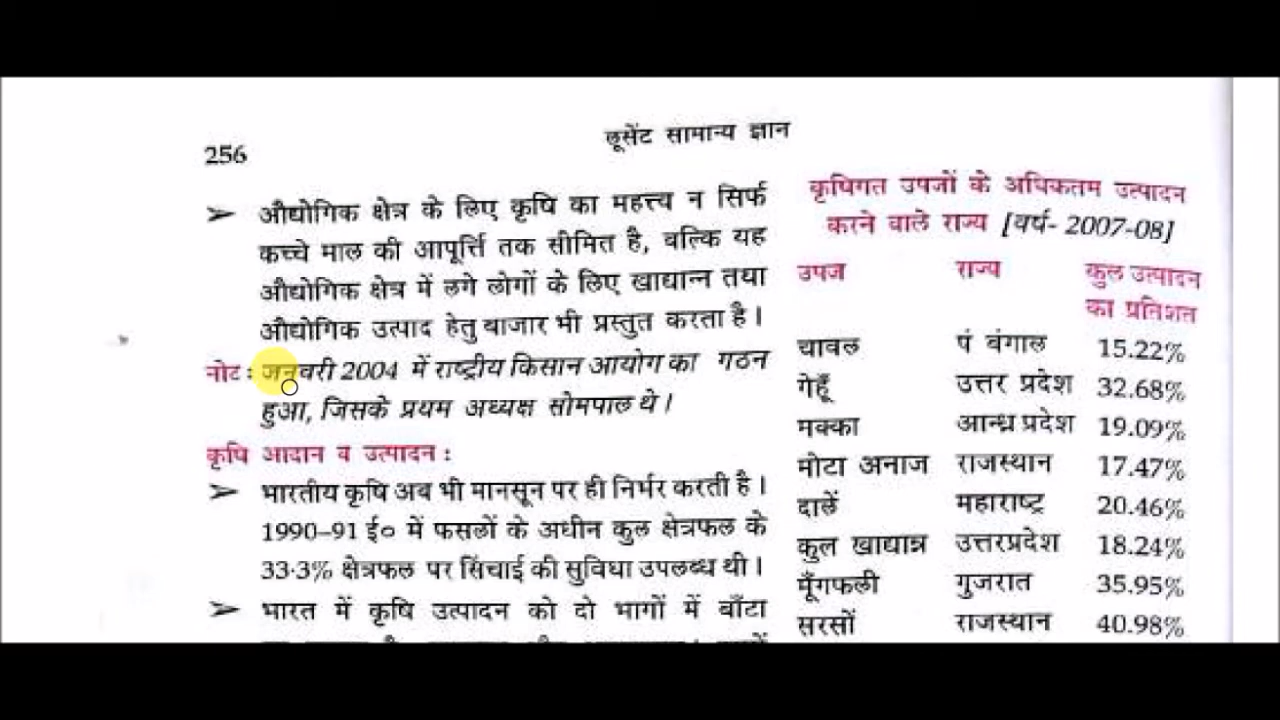 256
लूसेंट सामान्य ज्ञान
➢ औद्योगिक क्षेत्र के लिए कृषि का महत्त्व न सिर्फ
कच्चे माल की आपूर्त्ति तक सीमित है, बल्कि यह
औद्योगिक क्षेत्र में लगे लोगों के लिए खाद्यान्न तथा
औद्योगिक उत्पाद हेतु बाजार भी प्रस्तुत करता है।
नोट : जनवरी 2004 में राष्ट्रीय किसान आयोग का गठन
हुआ, जिसके प्रथम अध्यक्ष सोमपाल थे।
कृषि आदान व उत्पादन :
➢ भारतीय कृषि अब भी मानसून पर ही निर्भर करती है।
1990–91 ई० में फसलों के अधीन कुल क्षेत्रफल के
33·3% क्षेत्रफल पर सिंचाई की सुविधा उपलब्ध थी।
➢ भारत में कृषि उत्पादन को दो भागों में बाँटा
कृषिगत उपजों के अधिकतम उत्पादन
करने वाले राज्य [वर्ष- 2007-08]
उपज राज्य कुल उत्पादन
का प्रतिशत
चावल पं बंगाल 15.22%
गेहूँ उत्तर प्रदेश 32.68%
मक्का आन्ध्र प्रदेश 19.09%
मोटा अनाज राजस्थान 17.47%
दालें महाराष्ट्र 20.46%
कुल खाद्यान्न उत्तरप्रदेश 18.24%
मूँगफली गुजरात 35.95%
सरसों राजस्थान 40.98%